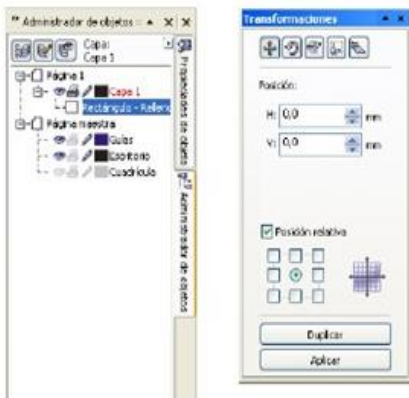 Administrador de objetos
Capa:
Capa 1
Página 1
Capa 1
Rectángulo - Relleno
Página maestra
Guías
Escritorio
Cuadrícula
Propiedades de objeto
Administrador de objetos
Transformaciones
Posición:
H: 0,0 mm
V: 0,0 mm
Posición relativa
Duplicar
Aplicar